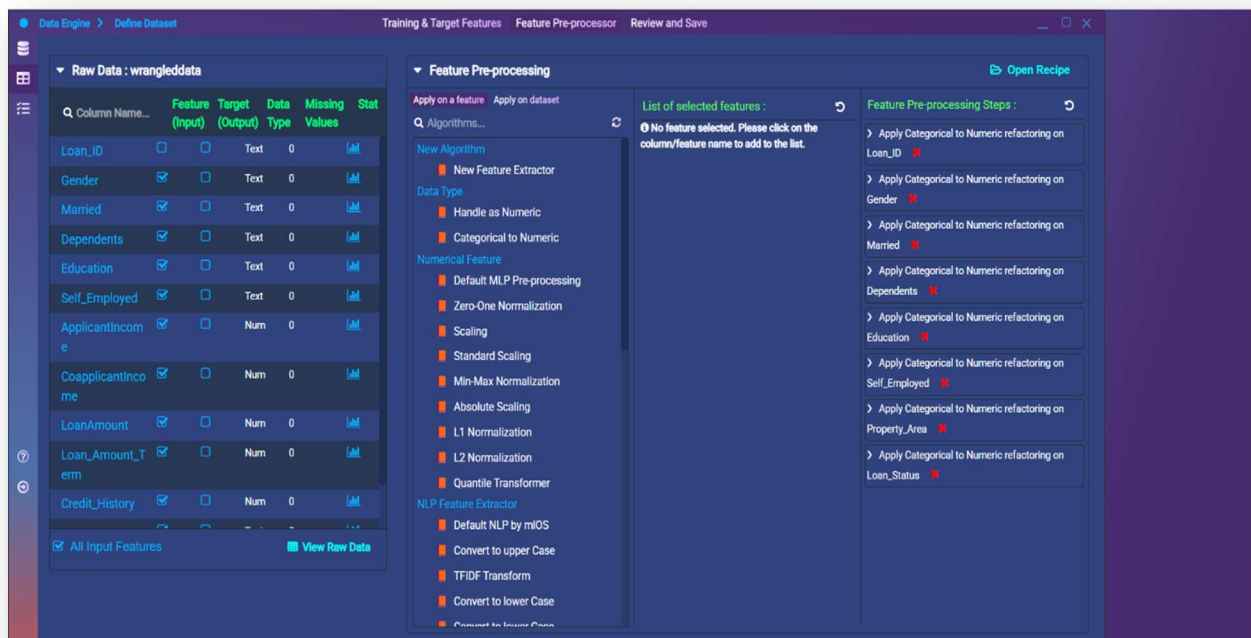 Data Engine > Define Dataset
Training & Target Features Feature Pre-processor Review and Save
Raw Data : wrangleddata
Column Name...
Feature (Input)
Target (Output)
Data Type
Missing Values
Stat
Loan_ID Text 0
Gender Text 0
Married Text 0
Dependents Text 0
Education Text 0
Self_Employed Text 0
ApplicantIncom
e
Num 0
CoapplicantInco
me
Num 0
LoanAmount Num 0
Loan_Amount_T
erm
Num 0
Credit_History Num 0
All Input Features
View Raw Data
Feature Pre-processing
Open Recipe
Apply on a feature Apply on dataset
Algorithms...
New Algorithm
New Feature Extractor
Data Type
Handle as Numeric
Categorical to Numeric
Numerical Feature
Default MLP Pre-processing
Zero-One Normalization
Scaling
Standard Scaling
Min-Max Normalization
Absolute Scaling
L1 Normalization
L2 Normalization
Quantile Transformer
NLP Feature Extractor
Default NLP by mIOS
Convert to upper Case
TFIDF Transform
Convert to lower Case
Convert to lower Case
List of selected features :
No feature selected. Please click on the
column/feature name to add to the list.
Feature Pre-processing Steps :
Apply Categorical to Numeric refactoring on
Loan_ID
Apply Categorical to Numeric refactoring on
Gender
Apply Categorical to Numeric refactoring on
Married
Apply Categorical to Numeric refactoring on
Dependents
Apply Categorical to Numeric refactoring on
Education
Apply Categorical to Numeric refactoring on
Self_Employed
Apply Categorical to Numeric refactoring on
Property_Area
Apply Categorical to Numeric refactoring on
Loan_Status